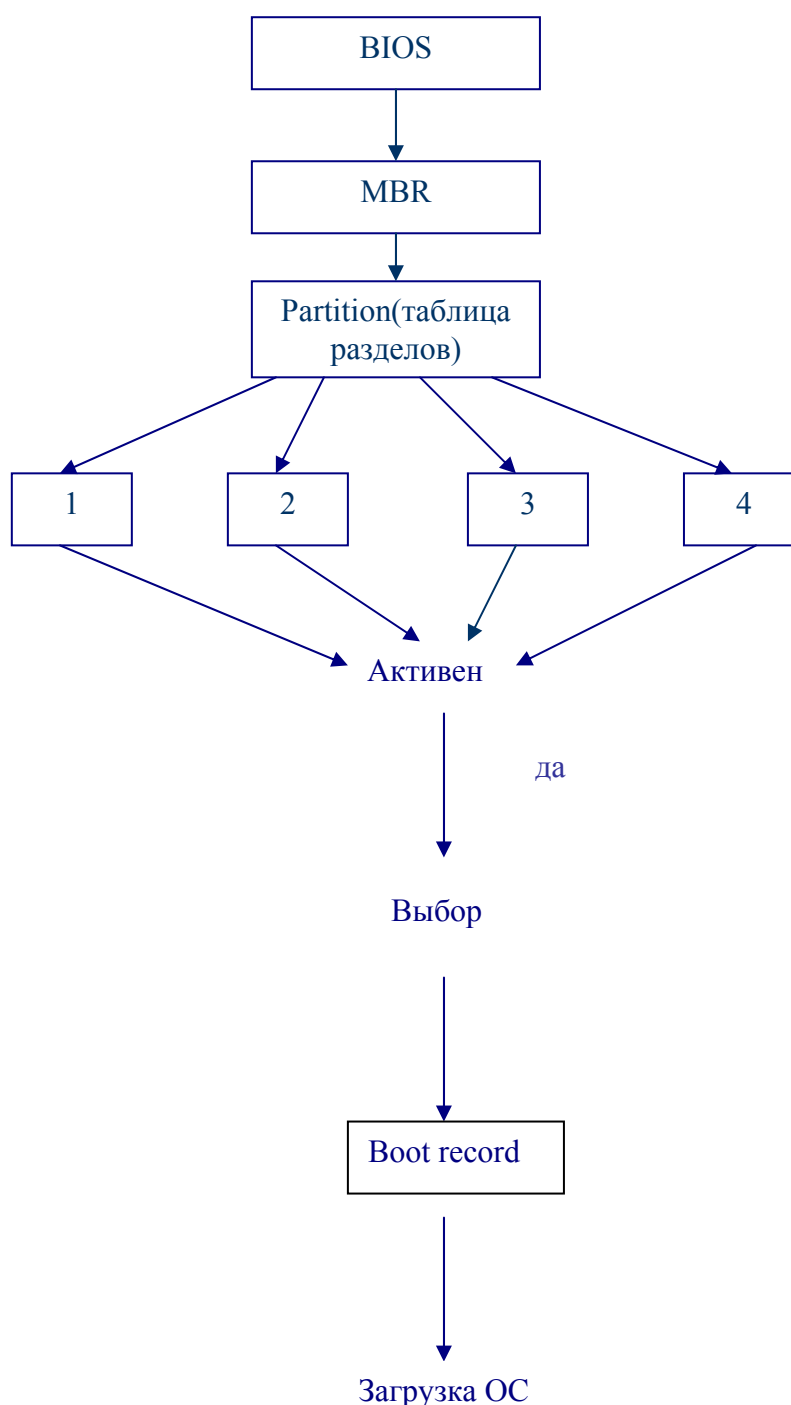 BIOS
MBR
Partition(таблица
разделов)
1
2
3
4
Активен
да
Выбор
Boot record
Загрузка ОС